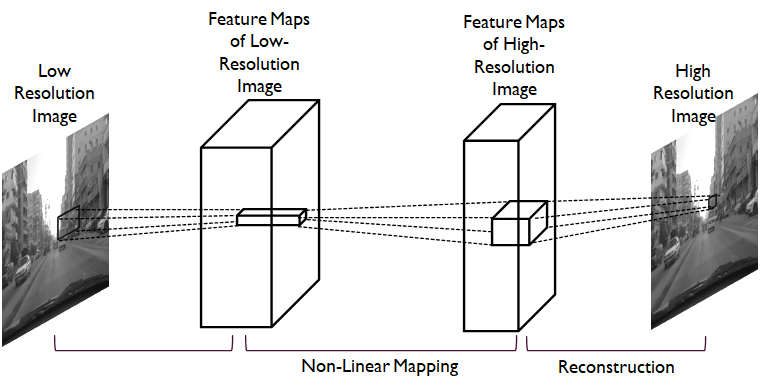 Low
Resolution
Image
Feature Maps
of Low-
Resolution
Image
Feature Maps
of High-
Resolution
Image
High
Resolution
Image
Non-Linear Mapping
Reconstruction